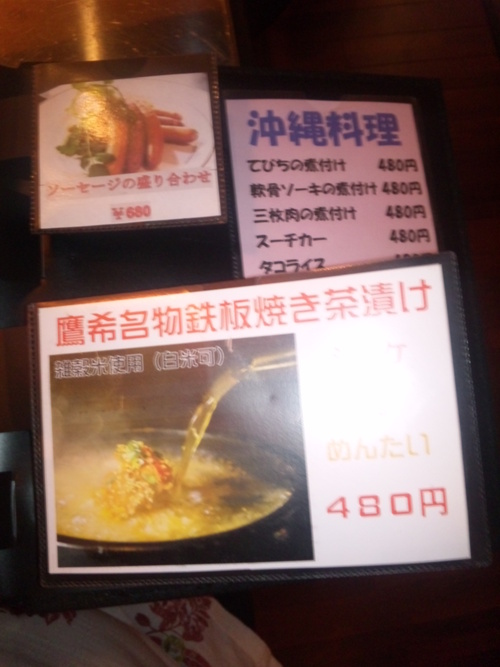 ソーセージの盛り合わせ
¥680
沖縄料理
てびちの煮付け 480円
軟骨ソーキの煮付け 480円
三枚肉の煮付け 480円
スーチカー 480円
タコライス
鷹希名物鉄板焼き茶漬け
雑穀米使用(白米可)
ケ
めんたい
480円